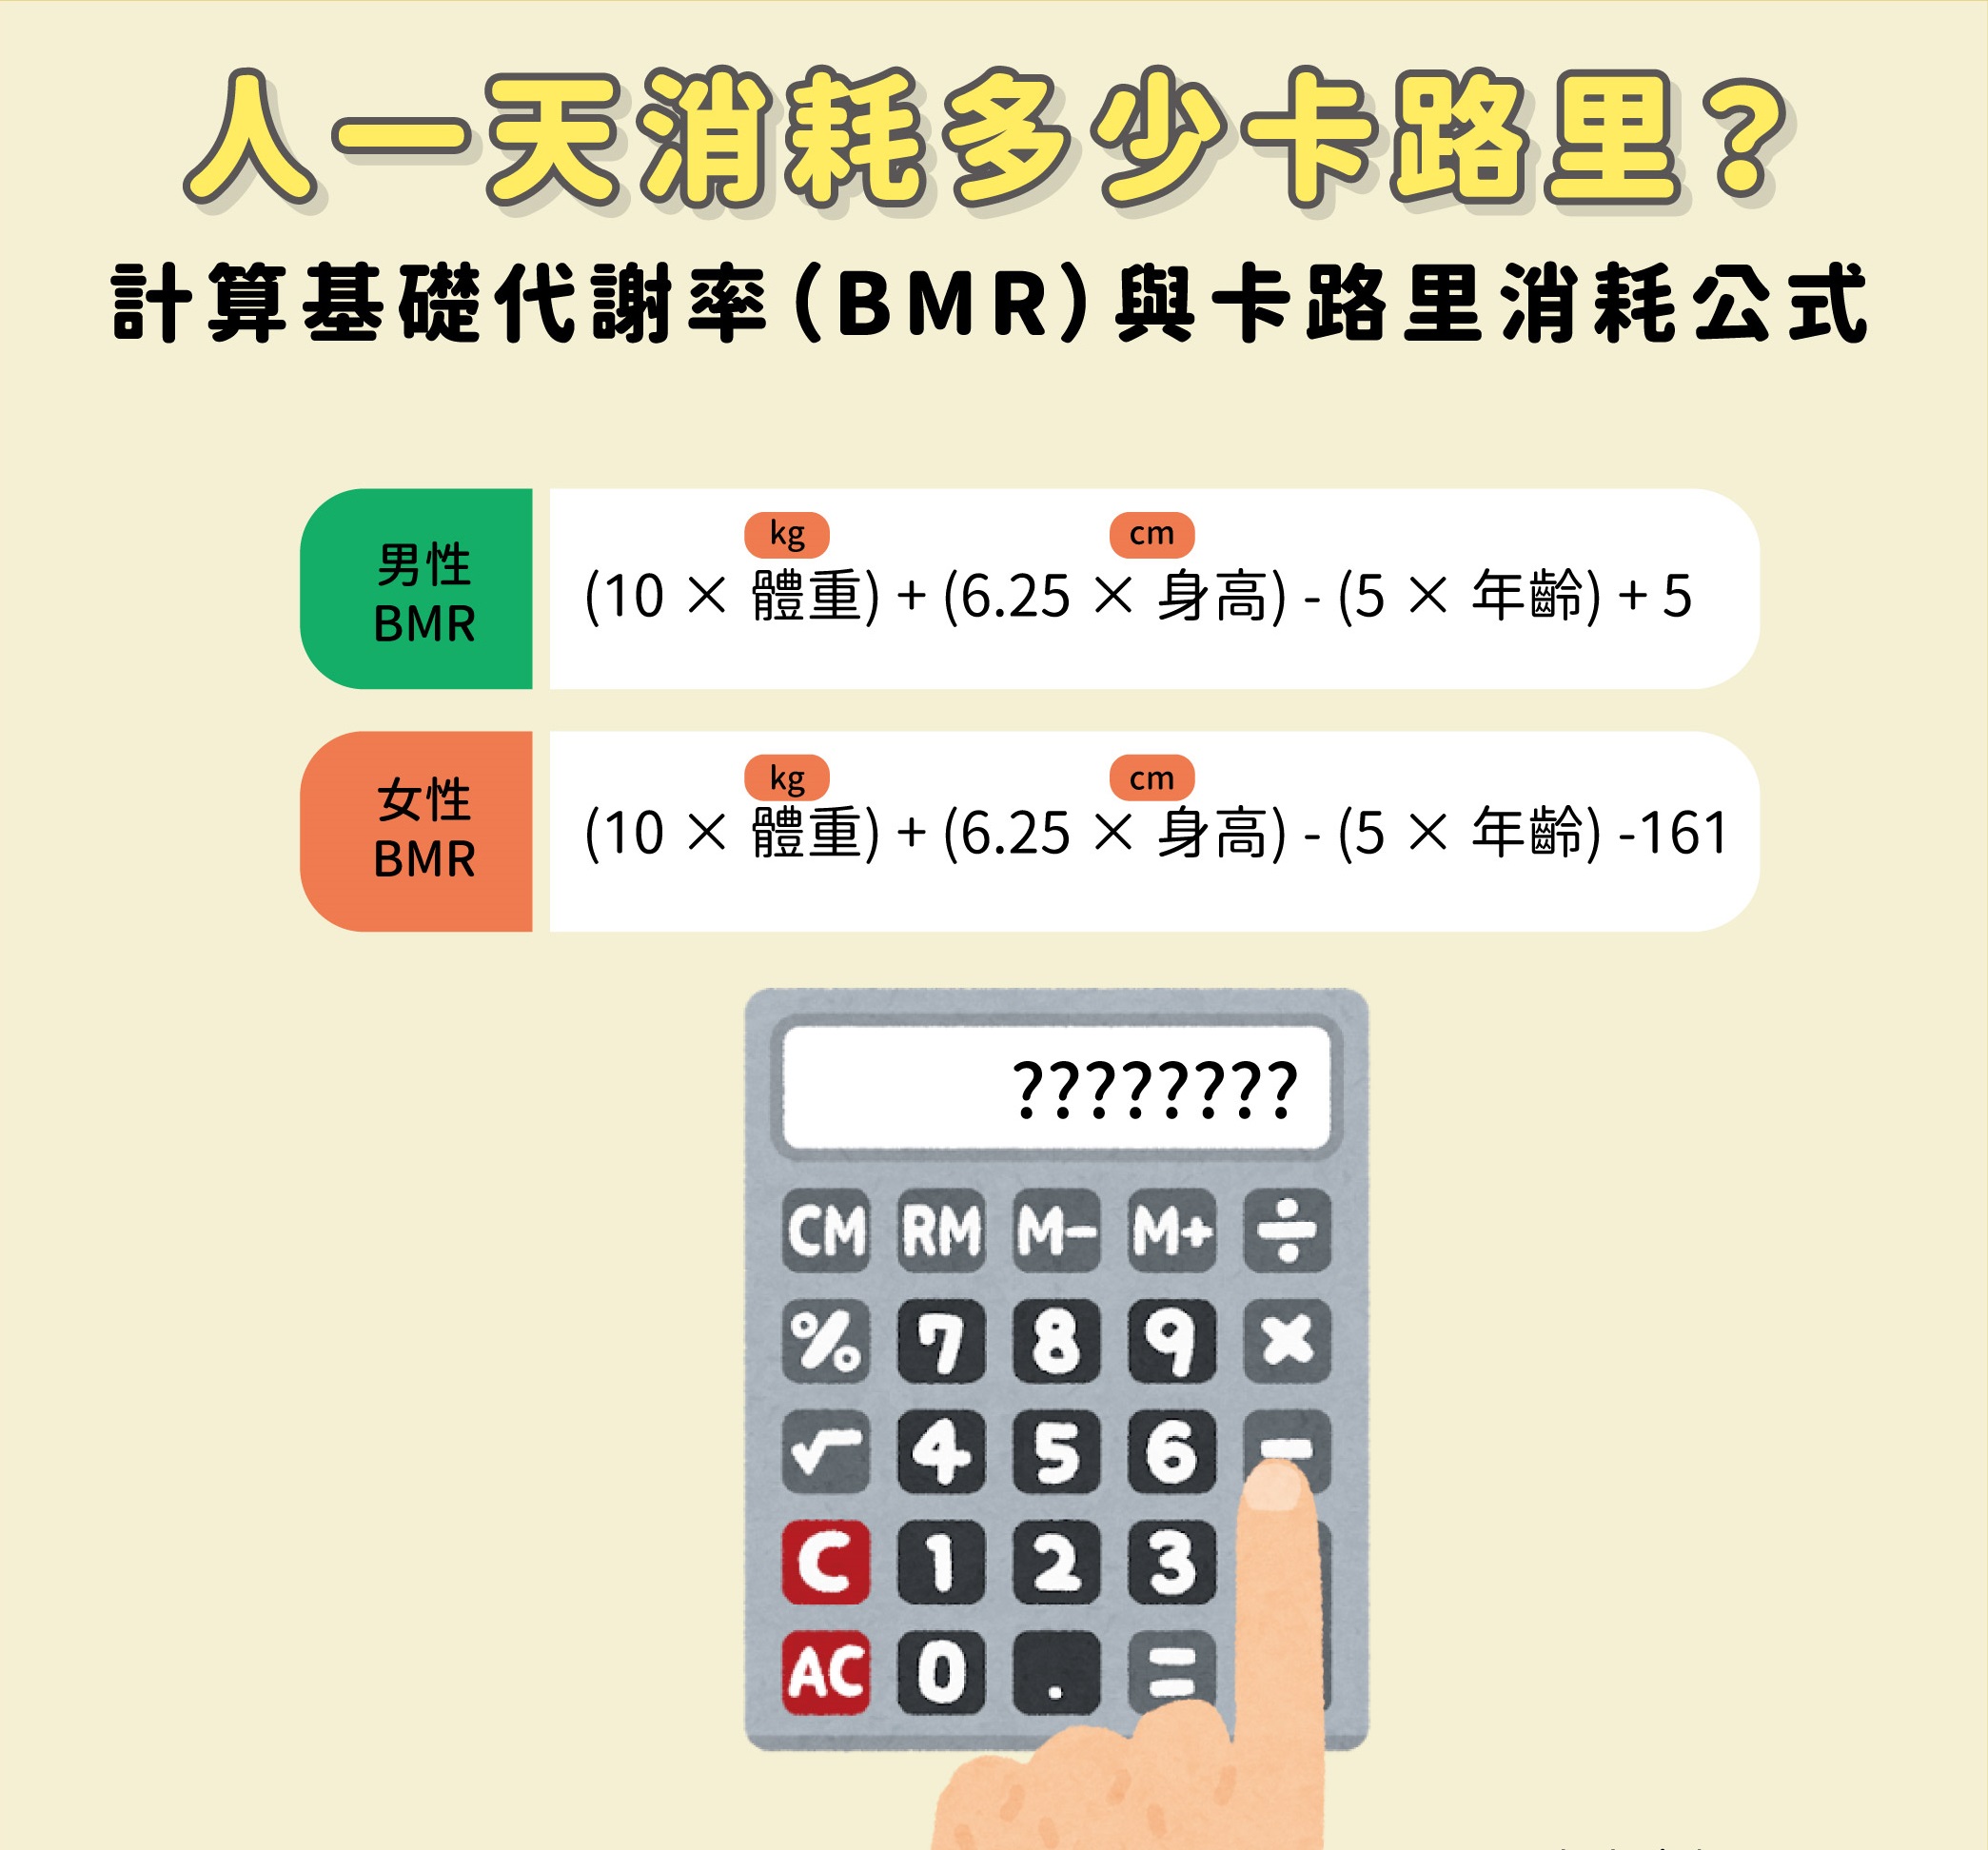 人一天消耗多少卡路里？
計算基礎代謝率（BMR）與卡路里消耗公式
男性
BMR
kg
cm
(10 × 體重) + (6.25 × 身高) - (5 × 年齡) + 5
女性
BMR
kg
cm
(10 × 體重) + (6.25 × 身高) - (5 × 年齡) -161
????????
CM RM M- M+ ÷
% 7 8 9 ×
√ 4 5 6 -
C 1 2 3
AC 0 . =